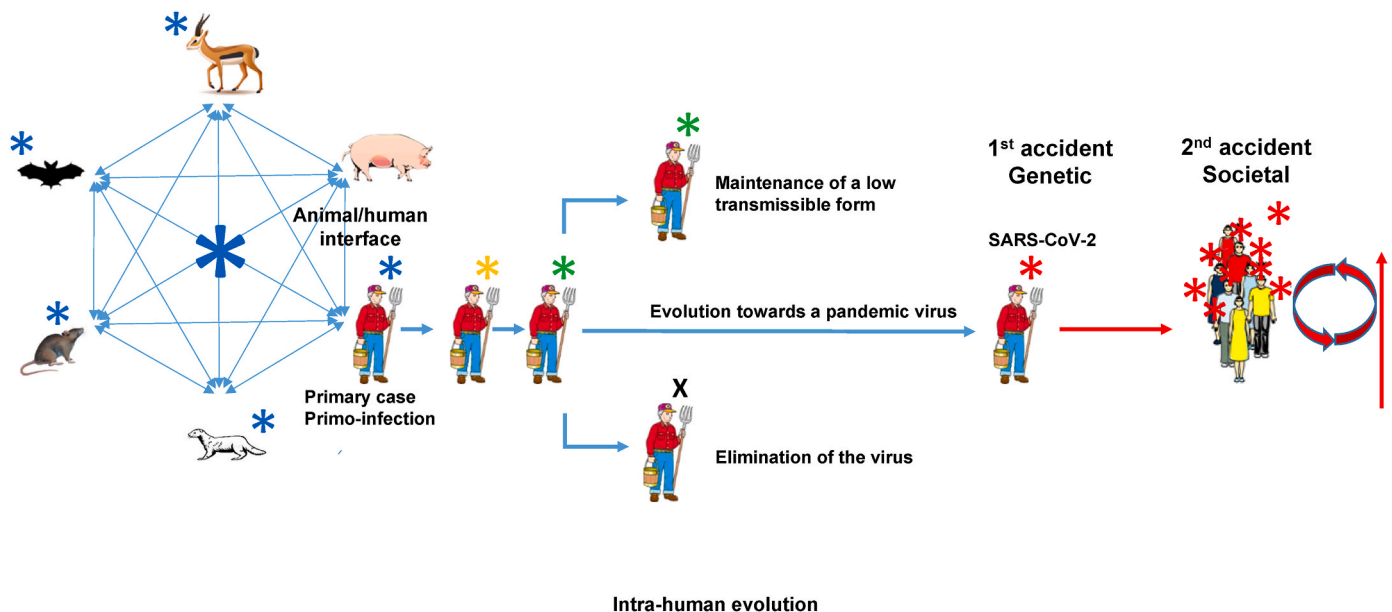 1st accident
Genetic
2nd accident
Societal
Maintenance of a low
transmissible form
Animal/human
interface
SARS-CoV-2
Evolution towards a pandemic virus
X
Primary case
Primo-infection
Elimination of the virus
Intra-human evolution